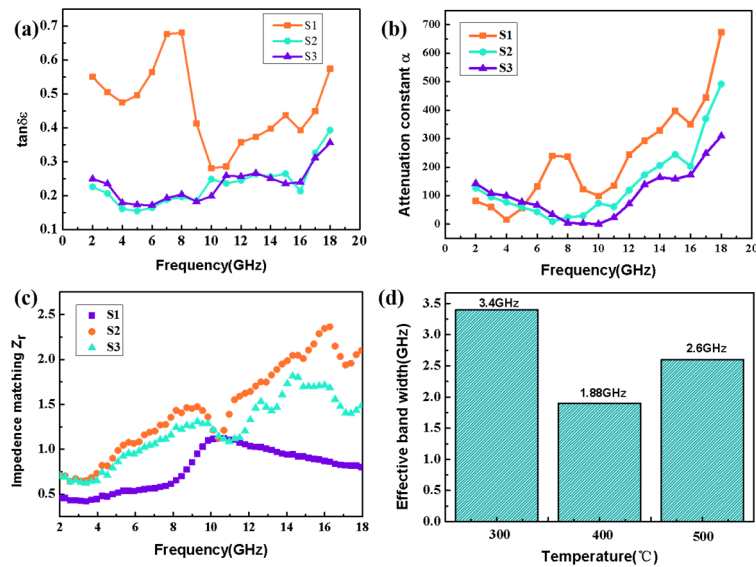 (a)
S1
S2
S3
tanδε
0.7
0.6
0.5
0.4
0.3
0.2
0.1
0 2 4 6 8 10 12 14 16 18 20
Frequency(GHz)
(b)
S1
S2
S3
Attenuation constant α
700
600
500
400
300
200
100
0
0 2 4 6 8 10 12 14 16 18 20
Frequency(GHz)
(c)
S1
S2
S3
Impedence matching Zr
2.5
2.0
1.5
1.0
0.5
2 4 6 8 10 12 14 16 18
Frequency(GHz)
(d)
3.4GHz
1.88GHz
2.6GHz
Effective band width(GHz)
3.5
3.0
2.5
2.0
1.5
1.0
0.5
0.0
300 400 500
Temperature(℃)